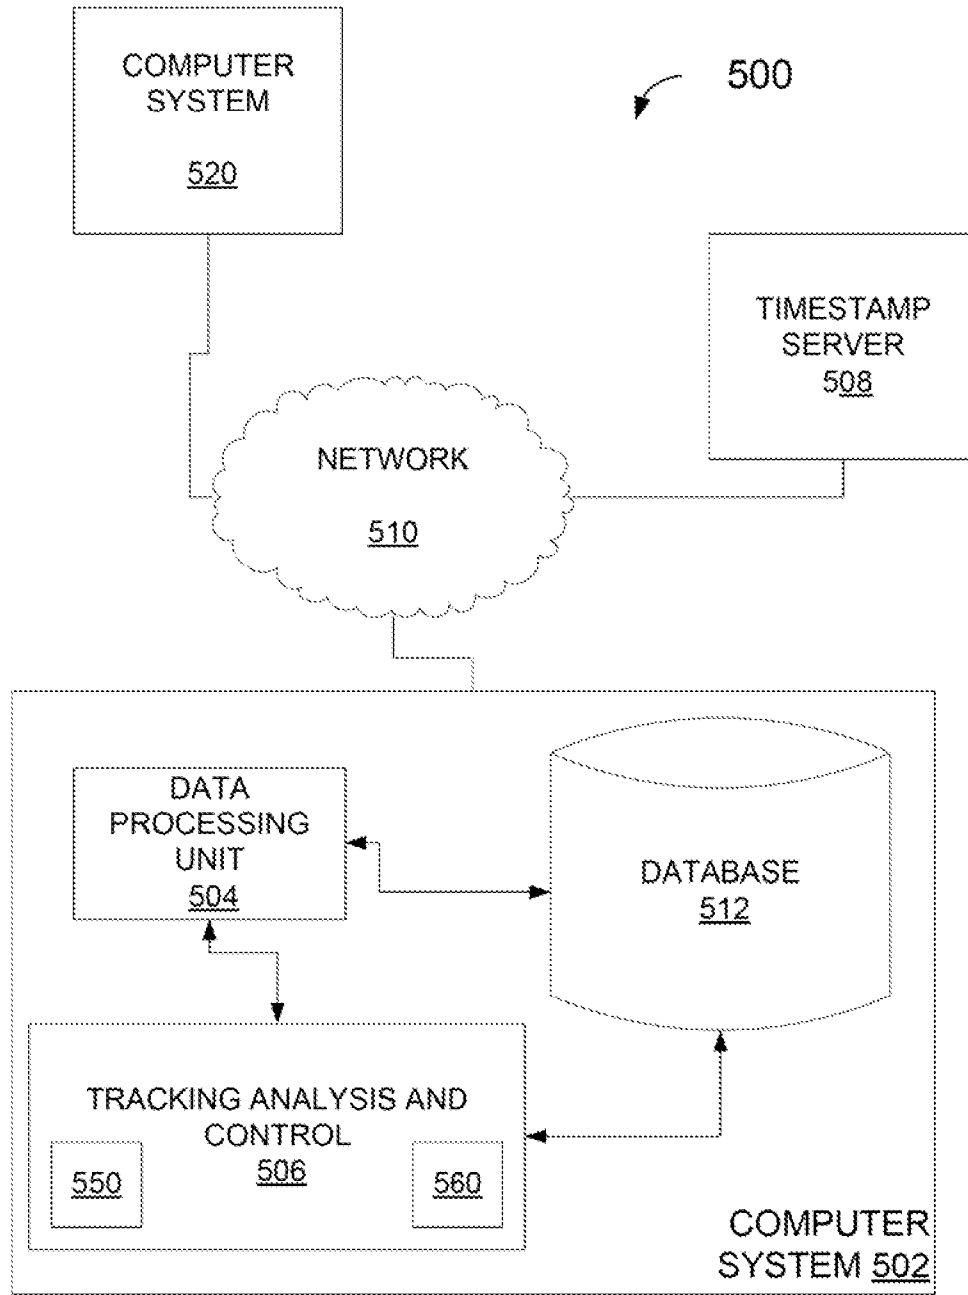 COMPUTER
SYSTEM
520
500
TIMESTAMP
SERVER
508
NETWORK
510
DATA
PROCESSING
UNIT
504
DATABASE
512
TRACKING ANALYSIS AND
CONTROL
506
550
560
COMPUTER
SYSTEM 502